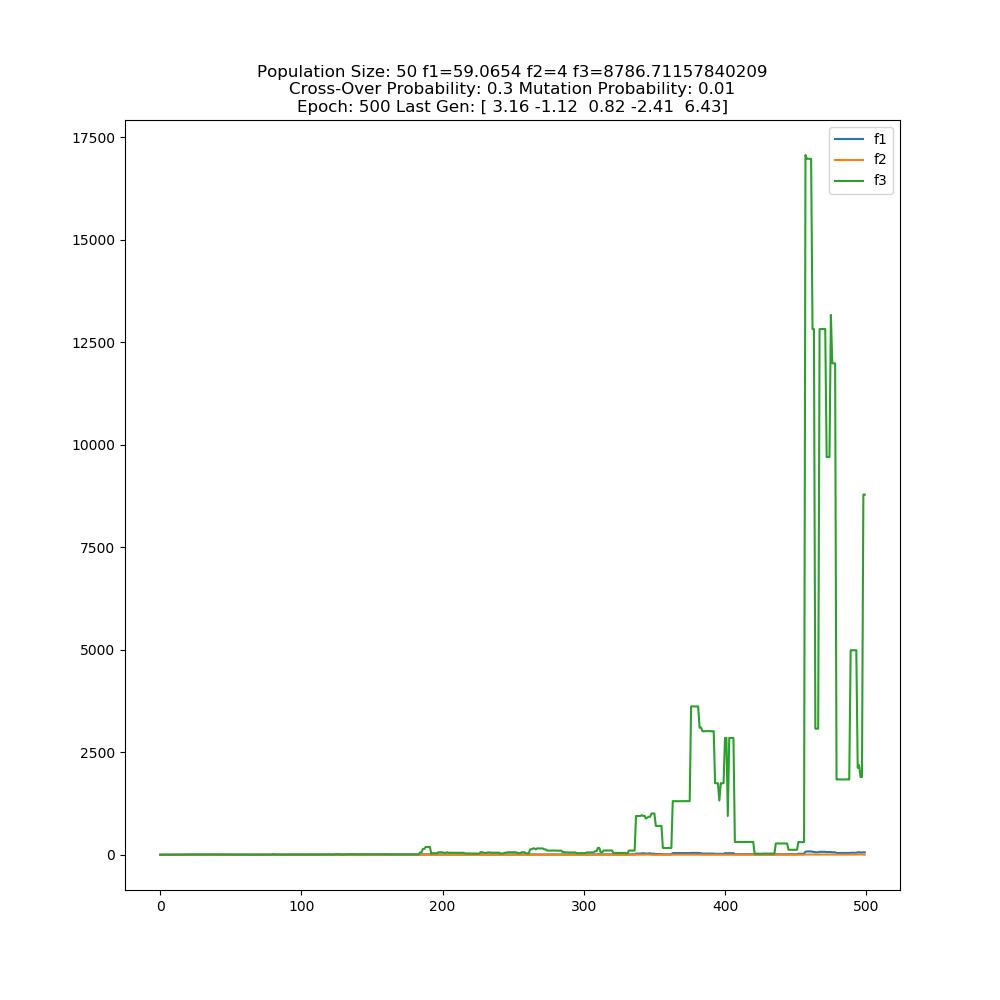 Population Size: 50 f1=59.0654 f2=4 f3=8786.71157840209
Cross-Over Probability: 0.3 Mutation Probability: 0.01
Epoch: 500 Last Gen: [ 3.16 -1.12  0.82 -2.41  6.43]
f1
f2
f3
17500
15000
12500
10000
7500
5000
2500
0
0 100 200 300 400 500